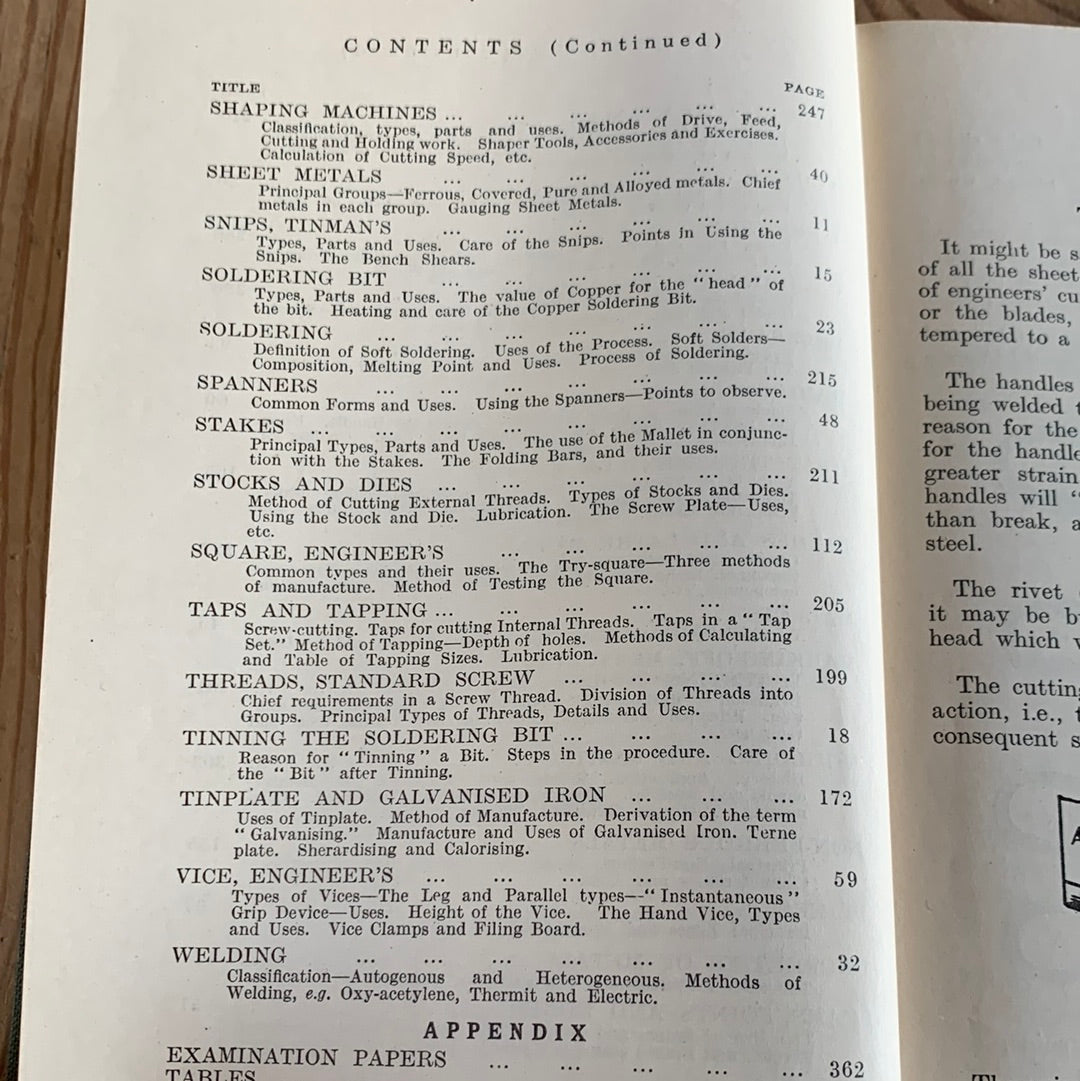 CONTENTS (Continued)
TITLE PAGE
SHAPING MACHINES ... ... ... ... ... 247
Classification, types, parts and uses. Methods of Drive, Feed,
Cutting and Holding work. Shaper Tools, Accessories and Exercises.
Calculation of Cutting Speed, etc.
SHEET METALS ... ... ... ... ... ... 40
Principal Groups—Ferrous, Covered, Pure and Alloyed metals. Chief
metals in each group. Gauging Sheet Metals.
SNIPS, TINMAN'S ... ... ... ... ... ... 11
Types, Parts and Uses. Care of the Snips. Points in Using the
Snips. The Bench Shears.
SOLDERING BIT ... ... ... ... ... ... 15
Types, Parts and Uses. The value of Copper for the "head" of
the bit. Heating and care of the Copper Soldering Bit.
SOLDERING ... ... ... ... ... ... ... 23
Definition of Soft Soldering. Uses of the Process. Soft Solders—
Composition, Melting Point and Uses. Process of Soldering.
SPANNERS ... ... ... ... ... ... ... 215
Common Forms and Uses. Using the Spanners—Points to observe.
STAKES ... ... ... ... ... ... ... ... 48
Principal Types, Parts and Uses. The use of the Mallet in conjunc-
tion with the Stakes. The Folding Bars, and their uses.
STOCKS AND DIES ... ... ... ... ... ... 211
Method of Cutting External Threads. Types of Stocks and Dies.
Using the Stock and Die. Lubrication. The Screw Plate—Uses,
etc.
SQUARE, ENGINEER'S ... ... ... ... ... 112
Common types and their uses. The Try-square—Three methods
of manufacture. Method of Testing the Square.
TAPS AND TAPPING ... ... ... ... ... ... 205
Screw-cutting. Taps for cutting Internal Threads. Taps in a "Tap
Set." Method of Tapping—Depth of holes. Methods of Calculating
and Table of Tapping Sizes. Lubrication.
THREADS, STANDARD SCREW ... ... ... ... 199
Chief requirements in a Screw Thread. Division of Threads into
Groups. Principal Types of Threads, Details and Uses.
TINNING THE SOLDERING BIT ... ... ... ... 18
Reason for "Tinning" a Bit. Steps in the procedure. Care of
the "Bit" after Tinning.
TINPLATE AND GALVANISED IRON ... ... ... 172
Uses of Tinplate. Method of Manufacture. Derivation of the term
"Galvanising." Manufacture and Uses of Galvanised Iron. Terne
plate. Sherardising and Calorising.
VICE, ENGINEER'S ... ... ... ... ... ... 59
Types of Vices—The Leg and Parallel types—"Instantaneous"
Grip Device—Uses. Height of the Vice. The Hand Vice, Types
and Uses. Vice Clamps and Filing Board.
WELDING ... ... ... ... ... ... ... 32
Classification—Autogenous and Heterogeneous. Methods of
Welding, e.g. Oxy-acetylene, Thermit and Electric.
APPENDIX
EXAMINATION PAPERS ... ... ... ... ... 362
TABLES
It might be s
of all the sheet
of engineers' cu
or the blades,
tempered to a
The handles
being welded t
reason for the
for the handle
greater strain
handles will "
than break, a
steel.
The rivet
it may be b
head which
The cutting
action, i.e., t
consequent s
A